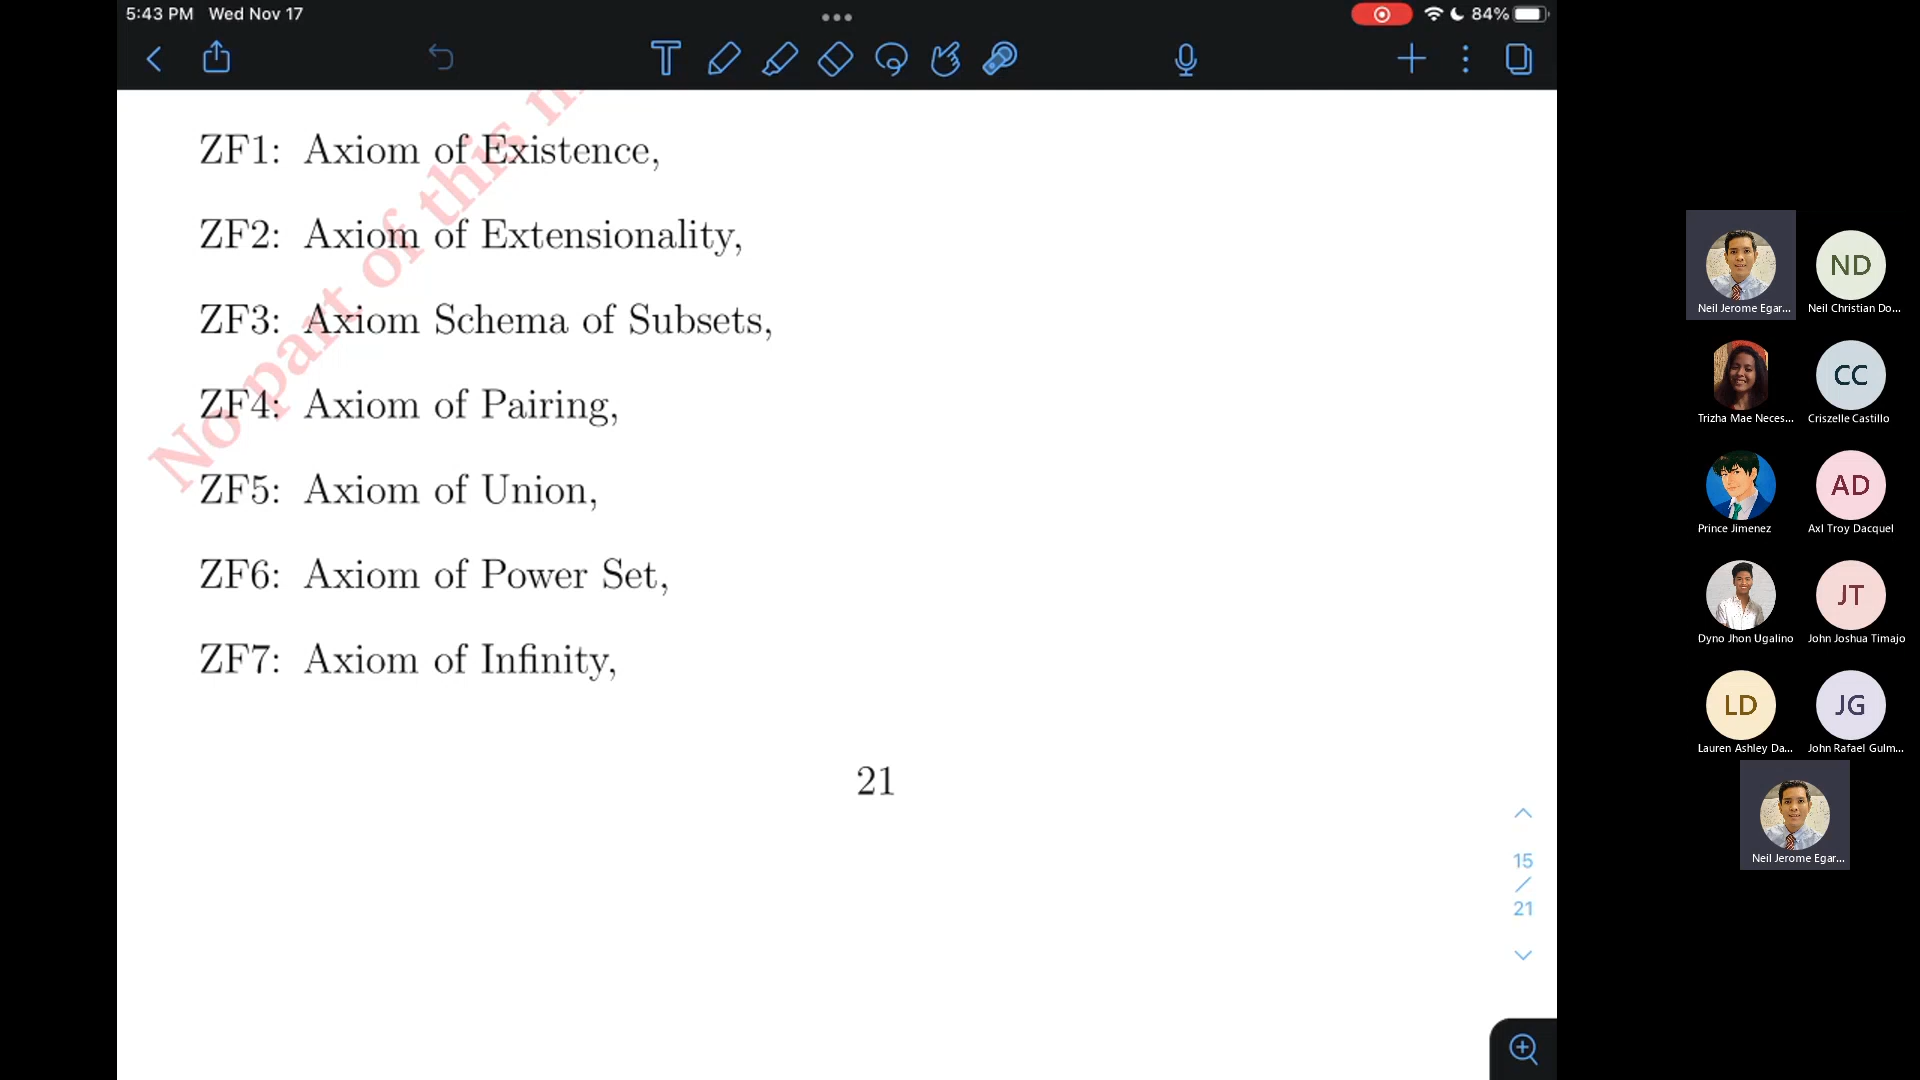 5:43 PM Wed Nov 17
84%
ZF1: Axiom of Existence,
ZF2: Axiom of Extensionality,
ZF3: Axiom Schema of Subsets,
ZF4: Axiom of Pairing,
ZF5: Axiom of Union,
ZF6: Axiom of Power Set,
ZF7: Axiom of Infinity,
No part of this
21
15
/
21
Neil Jerome Egar...
ND
Neil Christian Do...
Trizha Mae Neces...
CC
Criszelle Castillo
Prince Jimenez
AD
Axl Troy Dacquel
Dyno Jhon Ugalino
JT
John Joshua Timajo
LD
Lauren Ashley Da...
JG
John Rafael Gulm...
Neil Jerome Egar...